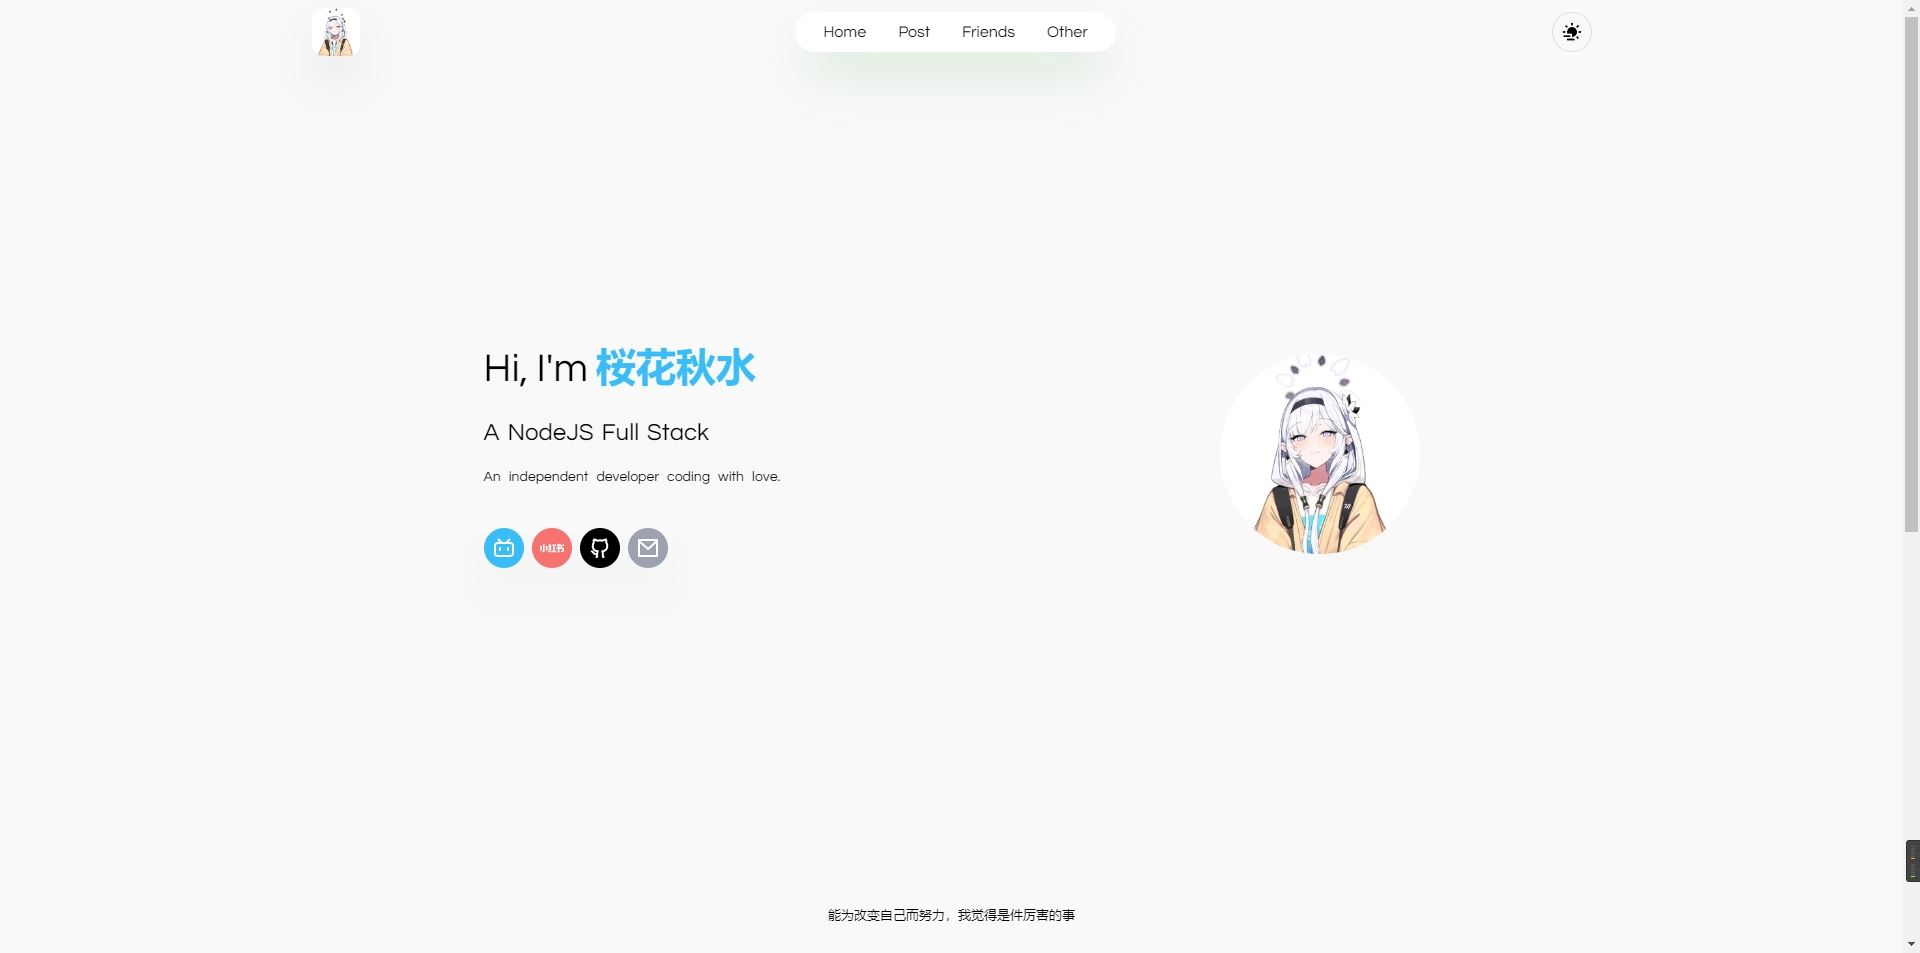 Home Post Friends Other
Hi, I'm 桜花秋水
A NodeJS Full Stack
An independent developer coding with love.
小红书
能为改变自己而努力，我觉得是件厉害的事